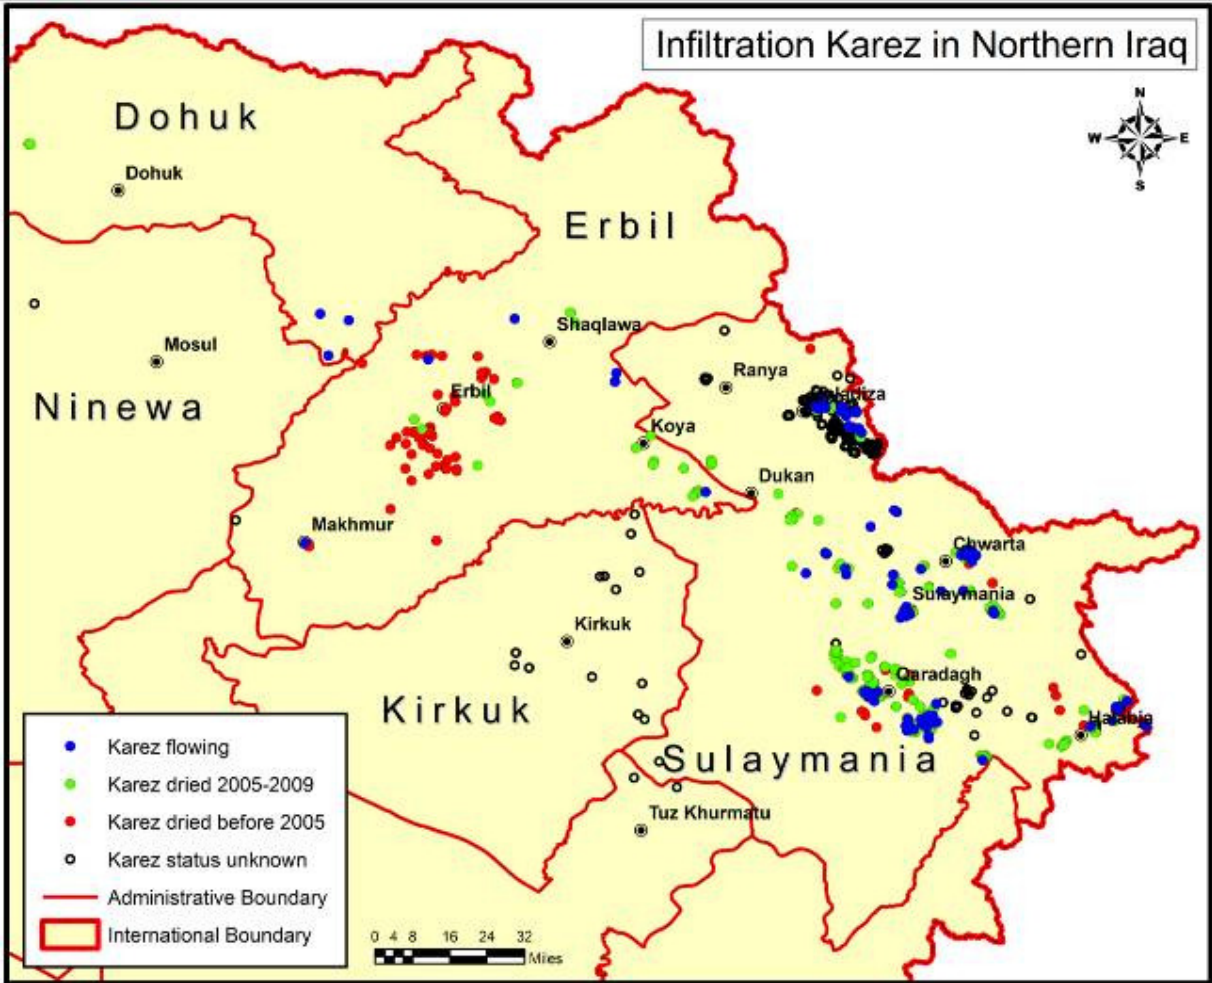 Infiltration Karez in Northern Iraq
N
W E
S
Dohuk
Dohuk
Erbil
Shaqlawa
Mosul
Ranya
Ninewa
Erbil
Koya
Dukan
Makhmur
Chwarta
Sulaymania
Kirkuk
Qaradagh
Kirkuk
Halabja
Sulaymania
Tuz Khurmatu
Karez flowing
Karez dried 2005-2009
Karez dried before 2005
Karez status unknown
Administrative Boundary
International Boundary
0 4 8 16 24 32
Miles